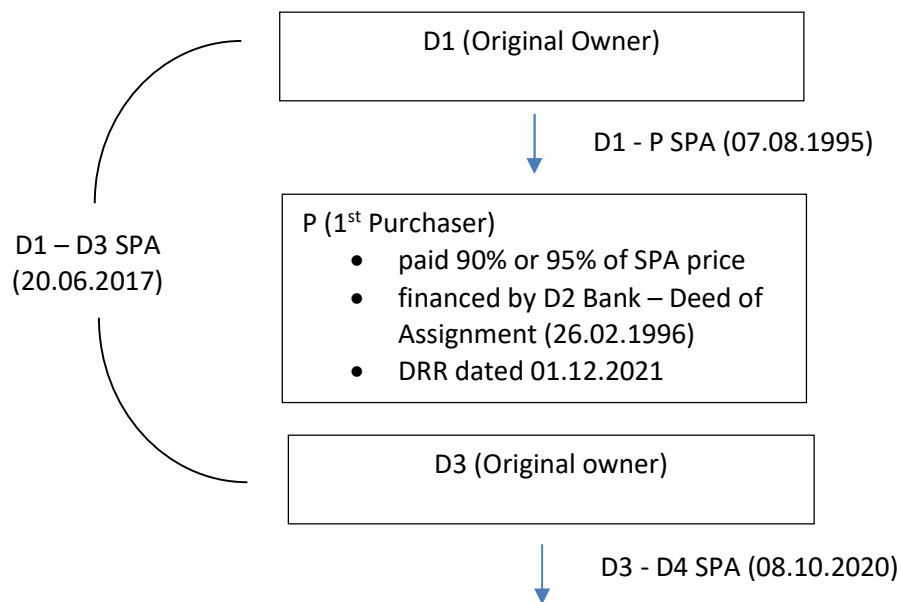 D1 (Original Owner)
D1 - P SPA (07.08.1995)
P (1st Purchaser)
• paid 90% or 95% of SPA price
• financed by D2 Bank – Deed of
Assignment (26.02.1996)
• DRR dated 01.12.2021
D1 – D3 SPA
(20.06.2017)
D3 (Original owner)
D3 - D4 SPA (08.10.2020)